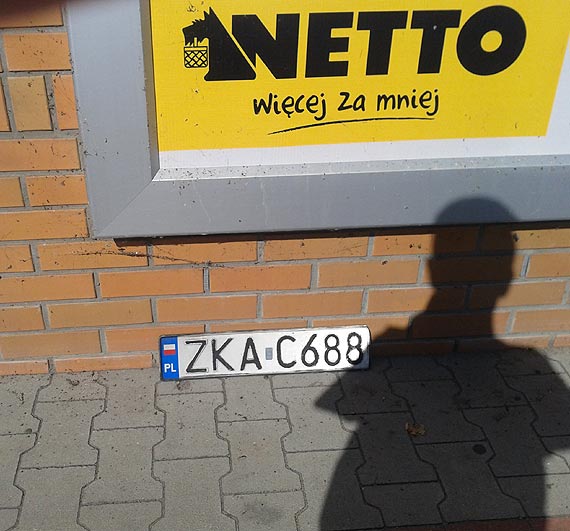 NETTO
Więcej za mniej
PL ZKA C688